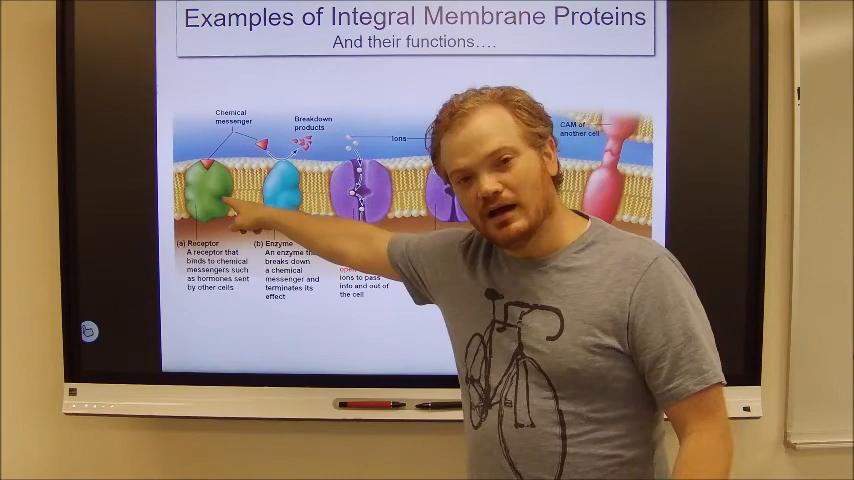 Examples of Integral Membrane Proteins
And their functions....
Chemical
messenger
Breakdown
products
Ions
CAM of
another cell
(a) Receptor
A receptor that
binds to chemical
messengers such
as hormones sent
by other cells
(b) Enzyme
An enzyme
breaks down
a chemical
messenger and
terminates its
effect
ions to pass
into and out of
the cell